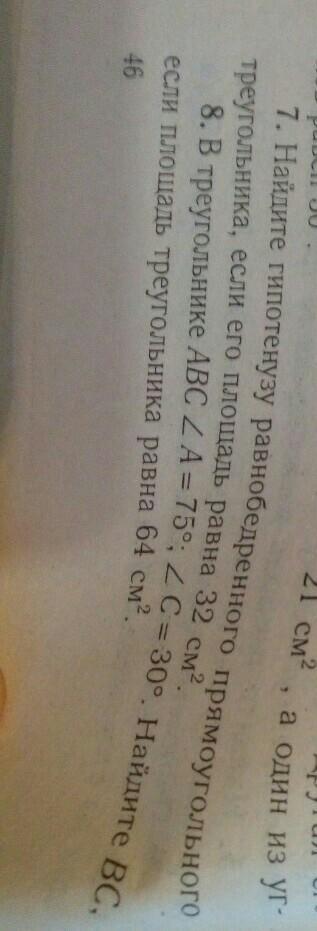 21 см², а один из уг-
7. Найдите гипотенузу равнобедренного прямоугольного
треугольника, если его площадь равна 32 см².
8. В треугольнике ABC ∠ A = 75°; ∠ C = 30°. Найдите BC,
если площадь треугольника равна 64 см².
46